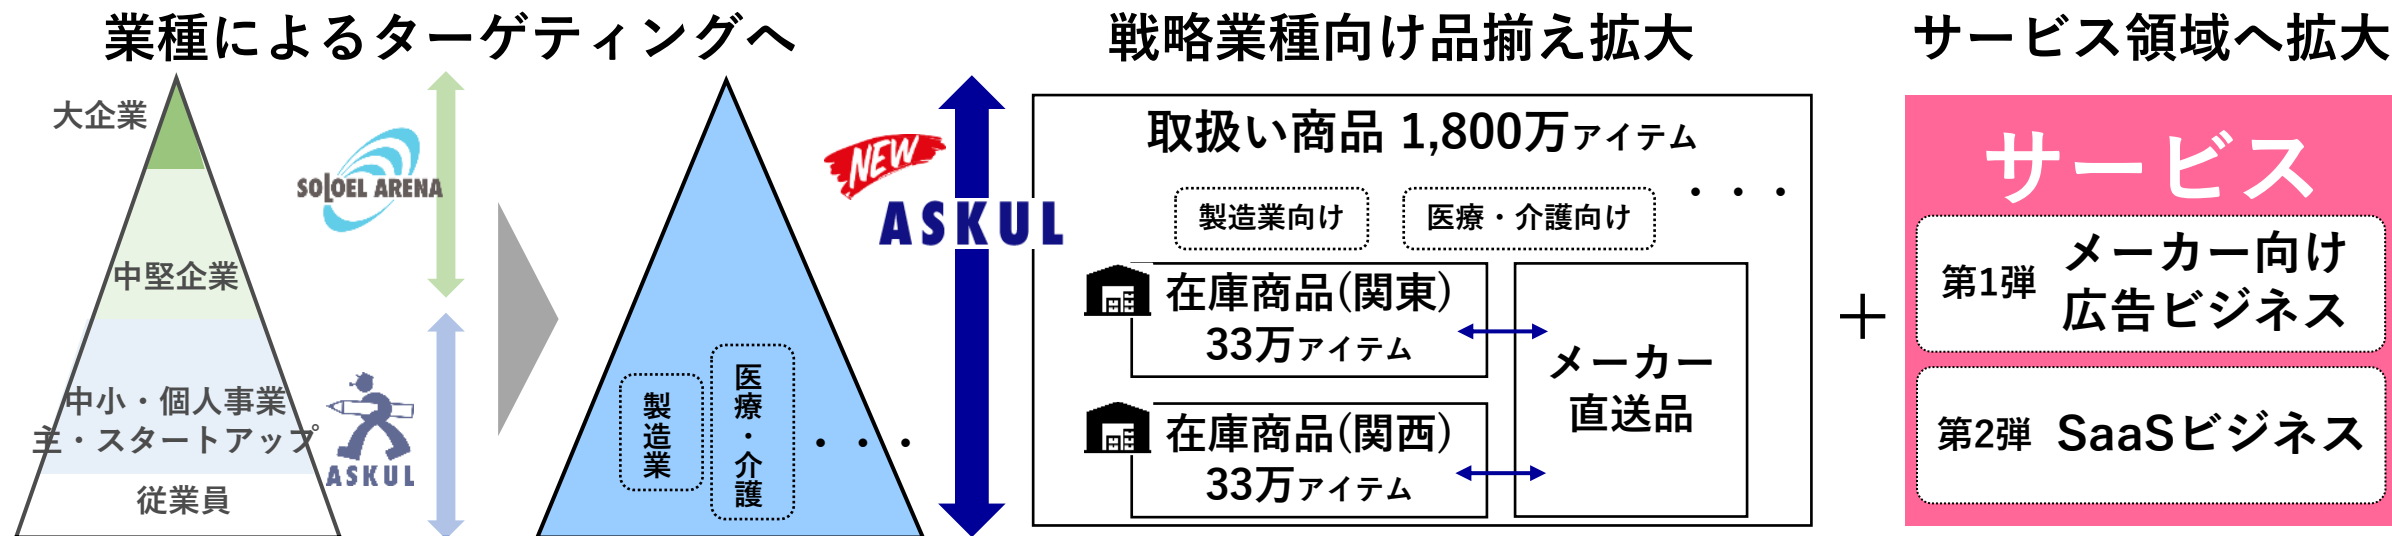 業種によるターゲティングへ
大企業
SOLOEL ARENA
中堅企業
中小・個人事業
主・スタートアップ
ASKUL
従業員
製造業
医療・介護
・・・
NEW
ASKUL
戦略業種向け品揃え拡大
取扱い商品 1,800万アイテム
製造業向け
医療・介護向け
・・・
在庫商品(関東)
33万アイテム
在庫商品(関西)
33万アイテム
メーカー
直送品
＋
サービス領域へ拡大
サービス
第1弾
メーカー向け
広告ビジネス
第2弾
SaaSビジネス